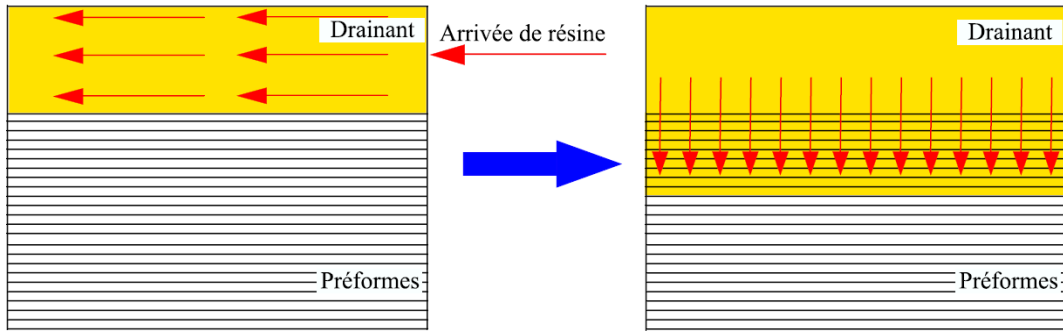 Drainant
Arrivée de résine
Préformes
Drainant
Préformes